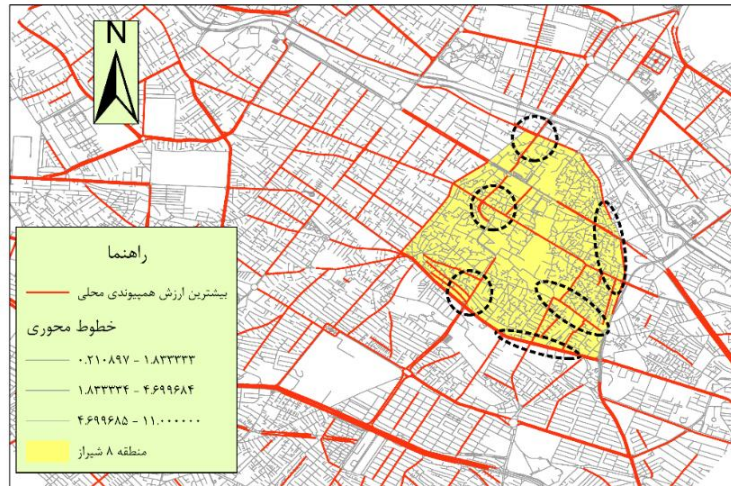 N
راهنما
بیشترین ارزش همپیوندی محلی
خطوط محوری
۰.۲۱۰۸۹۷ - ۱.۸۳۳۳۳۳
۱.۸۳۳۳۳۴ - ۴.۶۹۹۶۸۴
۴.۶۹۹۶۸۵ - ۱۱.۰۰۰۰۰۰
منطقه ۸ شیراز